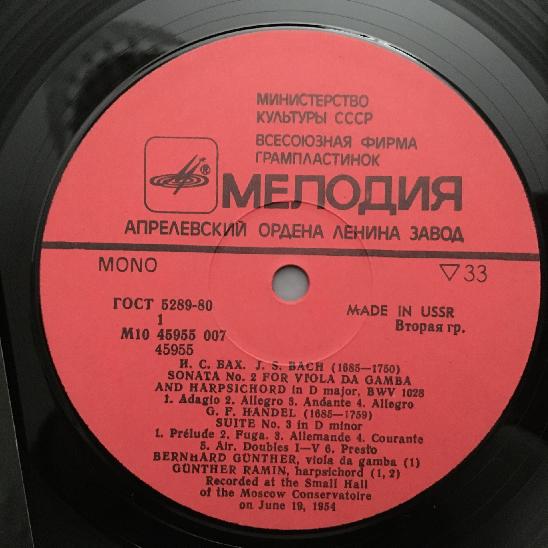 МИНИСТЕРСТВО
КУЛЬТУРЫ СССР
ВСЕСОЮЗНАЯ ФИРМА
ГРАМПЛАСТИНОК
®
МЕЛОДИЯ
АПРЕЛЕВСКИЙ ОРДЕНА ЛЕНИНА ЗАВОД
MONO
▽33
ГОСТ 5289-80
1
М10 45955 007
45955
MADE IN USSR
Вторая гр.
И. С. БАХ. J. S. BACH (1685—1750)
SONATA No. 2 FOR VIOLA DA GAMBA
AND HARPSICHORD in D major, BWV 1028
1. Adagio 2. Allegro 3. Andante 4. Allegro
G. F. HANDEL (1685—1759)
SUITE No. 3 in D minor
1. Prélude 2. Fuga. 3. Allemande 4. Courante
5. Air. Doubles I—V 6. Presto
BERNHARD GÜNTHER, viola da gamba (1)
GÜNTHER RAMIN, harpsichord (1, 2)
Recorded at the Small Hall
of the Moscow Conservatoire
on June 19, 1954